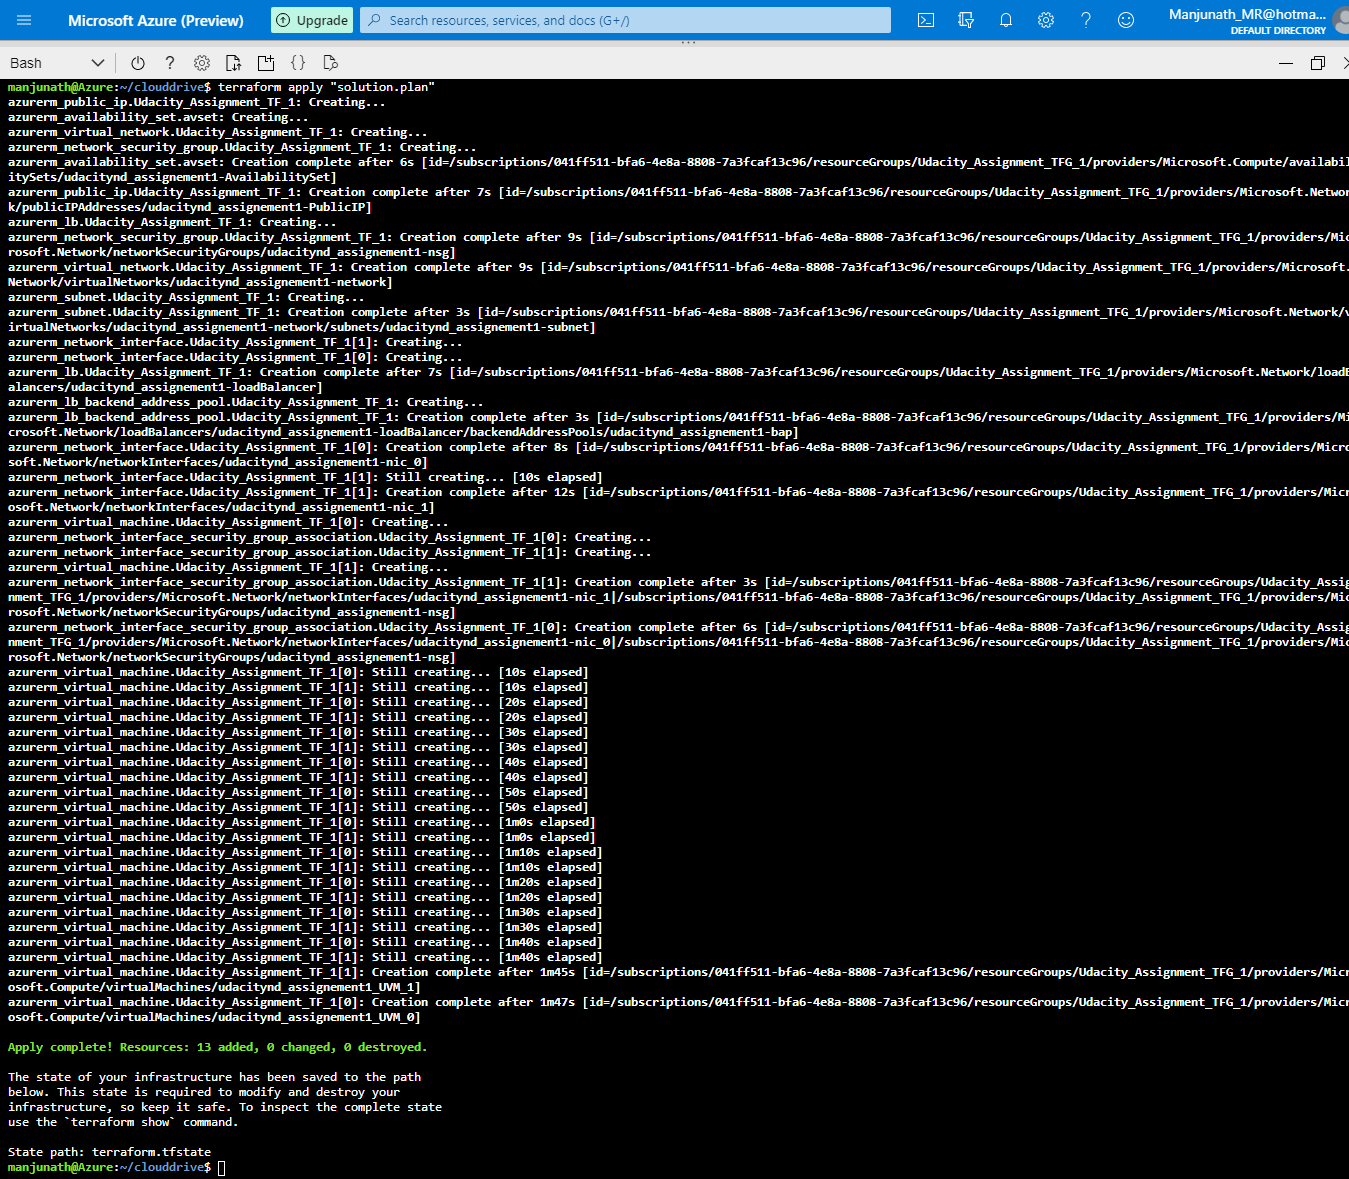 Microsoft Azure (Preview)
Upgrade
Search resources, services, and docs (G+/)
Manjunath_MR@hotma...
DEFAULT DIRECTORY
Bash
manjunath@Azure:~/clouddrive$ terraform apply "solution.plan"
azurerm_public_ip.Udacity_Assignment_TF_1: Creating...
azurerm_availability_set.avset: Creating...
azurerm_virtual_network.Udacity_Assignment_TF_1: Creating...
azurerm_network_security_group.Udacity_Assignment_TF_1: Creating...
azurerm_availability_set.avset: Creation complete after 6s [id=/subscriptions/041ff511-bfa6-4e8a-8808-7a3fcaf13c96/resourceGroups/Udacity_Assignment_TFG_1/providers/Microsoft.Compute/availabil
itySets/udacitynd_assignement1-AvailabilitySet]
azurerm_public_ip.Udacity_Assignment_TF_1: Creation complete after 7s [id=/subscriptions/041ff511-bfa6-4e8a-8808-7a3fcaf13c96/resourceGroups/Udacity_Assignment_TFG_1/providers/Microsoft.Networ
k/publicIPAddresses/udacitynd_assignement1-PublicIP]
azurerm_lb.Udacity_Assignment_TF_1: Creating...
azurerm_network_security_group.Udacity_Assignment_TF_1: Creation complete after 9s [id=/subscriptions/041ff511-bfa6-4e8a-8808-7a3fcaf13c96/resourceGroups/Udacity_Assignment_TFG_1/providers/Mic
rosoft.Network/networkSecurityGroups/udacitynd_assignement1-nsg]
azurerm_virtual_network.Udacity_Assignment_TF_1: Creation complete after 9s [id=/subscriptions/041ff511-bfa6-4e8a-8808-7a3fcaf13c96/resourceGroups/Udacity_Assignment_TFG_1/providers/Microsoft.
Network/virtualNetworks/udacitynd_assignement1-network]
azurerm_subnet.Udacity_Assignment_TF_1: Creating...
azurerm_subnet.Udacity_Assignment_TF_1: Creation complete after 3s [id=/subscriptions/041ff511-bfa6-4e8a-8808-7a3fcaf13c96/resourceGroups/Udacity_Assignment_TFG_1/providers/Microsoft.Network/v
irtualNetworks/udacitynd_assignement1-network/subnets/udacitynd_assignement1-subnet]
azurerm_network_interface.Udacity_Assignment_TF_1[1]: Creating...
azurerm_network_interface.Udacity_Assignment_TF_1[0]: Creating...
azurerm_lb.Udacity_Assignment_TF_1: Creation complete after 7s [id=/subscriptions/041ff511-bfa6-4e8a-8808-7a3fcaf13c96/resourceGroups/Udacity_Assignment_TFG_1/providers/Microsoft.Network/loadB
alancers/udacitynd_assignement1-loadBalancer]
azurerm_lb_backend_address_pool.Udacity_Assignment_TF_1: Creating...
azurerm_lb_backend_address_pool.Udacity_Assignment_TF_1: Creation complete after 3s [id=/subscriptions/041ff511-bfa6-4e8a-8808-7a3fcaf13c96/resourceGroups/Udacity_Assignment_TFG_1/providers/Mi
crosoft.Network/loadBalancers/udacitynd_assignement1-loadBalancer/backendAddressPools/udacitynd_assignement1-bap]
azurerm_network_interface.Udacity_Assignment_TF_1[0]: Creation complete after 8s [id=/subscriptions/041ff511-bfa6-4e8a-8808-7a3fcaf13c96/resourceGroups/Udacity_Assignment_TFG_1/providers/Micro
soft.Network/networkInterfaces/udacitynd_assignement1-nic_0]
azurerm_network_interface.Udacity_Assignment_TF_1[1]: Still creating... [10s elapsed]
azurerm_network_interface.Udacity_Assignment_TF_1[1]: Creation complete after 12s [id=/subscriptions/041ff511-bfa6-4e8a-8808-7a3fcaf13c96/resourceGroups/Udacity_Assignment_TFG_1/providers/Micr
osoft.Network/networkInterfaces/udacitynd_assignement1-nic_1]
azurerm_virtual_machine.Udacity_Assignment_TF_1[0]: Creating...
azurerm_network_interface_security_group_association.Udacity_Assignment_TF_1[0]: Creating...
azurerm_network_interface_security_group_association.Udacity_Assignment_TF_1[1]: Creating...
azurerm_virtual_machine.Udacity_Assignment_TF_1[1]: Creating...
azurerm_network_interface_security_group_association.Udacity_Assignment_TF_1[1]: Creation complete after 3s [id=/subscriptions/041ff511-bfa6-4e8a-8808-7a3fcaf13c96/resourceGroups/Udacity_Assig
nment_TFG_1/providers/Microsoft.Network/networkInterfaces/udacitynd_assignement1-nic_1|/subscriptions/041ff511-bfa6-4e8a-8808-7a3fcaf13c96/resourceGroups/Udacity_Assignment_TFG_1/providers/Mic
rosoft.Network/networkSecurityGroups/udacitynd_assignement1-nsg]
azurerm_network_interface_security_group_association.Udacity_Assignment_TF_1[0]: Creation complete after 6s [id=/subscriptions/041ff511-bfa6-4e8a-8808-7a3fcaf13c96/resourceGroups/Udacity_Assig
nment_TFG_1/providers/Microsoft.Network/networkInterfaces/udacitynd_assignement1-nic_0|/subscriptions/041ff511-bfa6-4e8a-8808-7a3fcaf13c96/resourceGroups/Udacity_Assignment_TFG_1/providers/Mic
rosoft.Network/networkSecurityGroups/udacitynd_assignement1-nsg]
azurerm_virtual_machine.Udacity_Assignment_TF_1[0]: Still creating... [10s elapsed]
azurerm_virtual_machine.Udacity_Assignment_TF_1[1]: Still creating... [10s elapsed]
azurerm_virtual_machine.Udacity_Assignment_TF_1[0]: Still creating... [20s elapsed]
azurerm_virtual_machine.Udacity_Assignment_TF_1[1]: Still creating... [20s elapsed]
azurerm_virtual_machine.Udacity_Assignment_TF_1[0]: Still creating... [30s elapsed]
azurerm_virtual_machine.Udacity_Assignment_TF_1[1]: Still creating... [30s elapsed]
azurerm_virtual_machine.Udacity_Assignment_TF_1[0]: Still creating... [40s elapsed]
azurerm_virtual_machine.Udacity_Assignment_TF_1[1]: Still creating... [40s elapsed]
azurerm_virtual_machine.Udacity_Assignment_TF_1[0]: Still creating... [50s elapsed]
azurerm_virtual_machine.Udacity_Assignment_TF_1[1]: Still creating... [50s elapsed]
azurerm_virtual_machine.Udacity_Assignment_TF_1[0]: Still creating... [1m0s elapsed]
azurerm_virtual_machine.Udacity_Assignment_TF_1[1]: Still creating... [1m0s elapsed]
azurerm_virtual_machine.Udacity_Assignment_TF_1[0]: Still creating... [1m10s elapsed]
azurerm_virtual_machine.Udacity_Assignment_TF_1[1]: Still creating... [1m10s elapsed]
azurerm_virtual_machine.Udacity_Assignment_TF_1[0]: Still creating... [1m20s elapsed]
azurerm_virtual_machine.Udacity_Assignment_TF_1[1]: Still creating... [1m20s elapsed]
azurerm_virtual_machine.Udacity_Assignment_TF_1[0]: Still creating... [1m30s elapsed]
azurerm_virtual_machine.Udacity_Assignment_TF_1[1]: Still creating... [1m30s elapsed]
azurerm_virtual_machine.Udacity_Assignment_TF_1[0]: Still creating... [1m40s elapsed]
azurerm_virtual_machine.Udacity_Assignment_TF_1[1]: Still creating... [1m40s elapsed]
azurerm_virtual_machine.Udacity_Assignment_TF_1[1]: Creation complete after 1m45s [id=/subscriptions/041ff511-bfa6-4e8a-8808-7a3fcaf13c96/resourceGroups/Udacity_Assignment_TFG_1/providers/Micr
osoft.Compute/virtualMachines/udacitynd_assignement1_UVM_1]
azurerm_virtual_machine.Udacity_Assignment_TF_1[0]: Creation complete after 1m47s [id=/subscriptions/041ff511-bfa6-4e8a-8808-7a3fcaf13c96/resourceGroups/Udacity_Assignment_TFG_1/providers/Micr
osoft.Compute/virtualMachines/udacitynd_assignement1_UVM_0]
Apply complete! Resources: 13 added, 0 changed, 0 destroyed.
The state of your infrastructure has been saved to the path
below. This state is required to modify and destroy your
infrastructure, so keep it safe. To inspect the complete state
use the `terraform show` command.
State path: terraform.tfstate
manjunath@Azure:~/clouddrive$